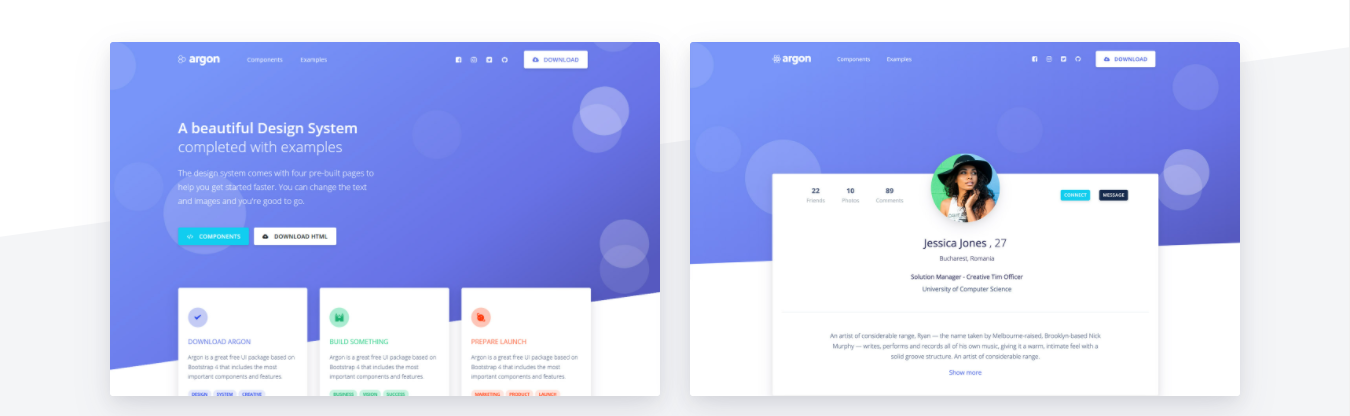 argon Components Examples DOWNLOAD
A beautiful Design System
completed with examples
The design system comes with four pre-built pages to
help you get started faster. You can change the text
and images and you're good to go.
COMPONENTS DOWNLOAD HTML
DOWNLOAD ARGON
Argon is a great free UI package based on
Bootstrap 4 that includes the most
important components and features.
DESIGN SYSTEM CREATIVE
BUILD SOMETHING
Argon is a great free UI package based on
Bootstrap 4 that includes the most
important components and features.
BUSINESS VISION SUCCESS
PREPARE LAUNCH
Argon is a great free UI package based on
Bootstrap 4 that includes the most
important components and features.
MARKETING PRODUCT LAUNCH
argon Components Examples DOWNLOAD
22 10 89
Friends Photos Comments
CONNECT MESSAGE
Jessica Jones , 27
Bucharest, Romania
Solution Manager - Creative Tim Officer
University of Computer Science
An artist of considerable range, Ryan — the name taken by Melbourne-raised, Brooklyn-based Nick
Murphy — writes, performs and records all of his own music, giving it a warm, intimate feel with a
solid groove structure. An artist of considerable range.
Show more